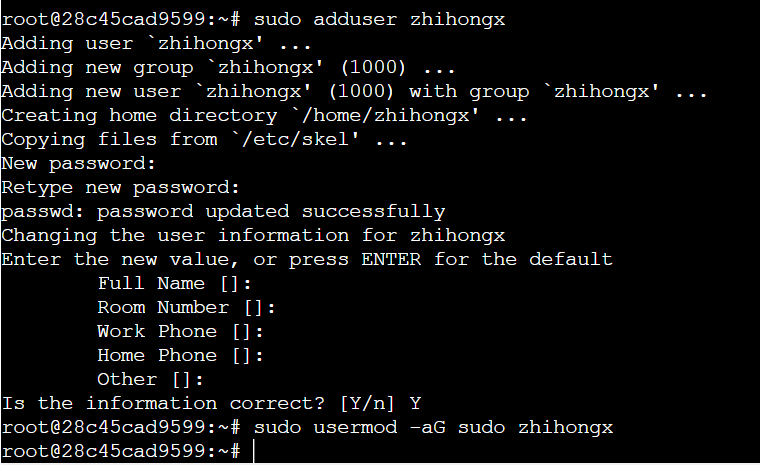 root@28c45cad9599:~# sudo adduser zhihongx
Adding user `zhihongx' ...
Adding new group `zhihongx' (1000) ...
Adding new user `zhihongx' (1000) with group `zhihongx' ...
Creating home directory `/home/zhihongx' ...
Copying files from `/etc/skel' ...
New password:
Retype new password:
passwd: password updated successfully
Changing the user information for zhihongx
Enter the new value, or press ENTER for the default
        Full Name []:
        Room Number []:
        Work Phone []:
        Home Phone []:
        Other []:
Is the information correct? [Y/n] Y
root@28c45cad9599:~# sudo usermod -aG sudo zhihongx
root@28c45cad9599:~#